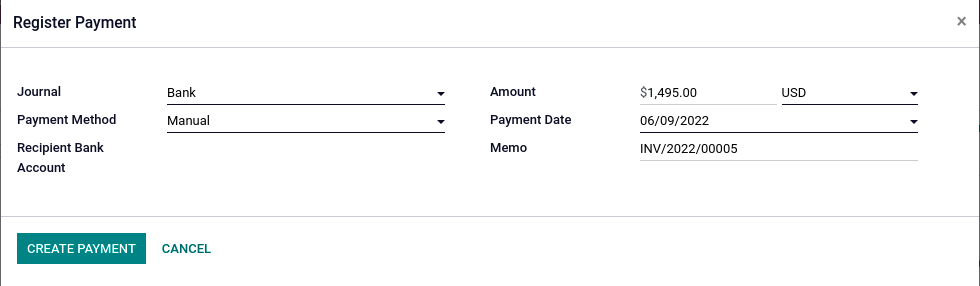 Register Payment ×
Journal Bank Amount $1,495.00 USD
Payment Method Manual Payment Date 06/09/2022
Recipient Bank Account Memo INV/2022/00005
CREATE PAYMENT CANCEL